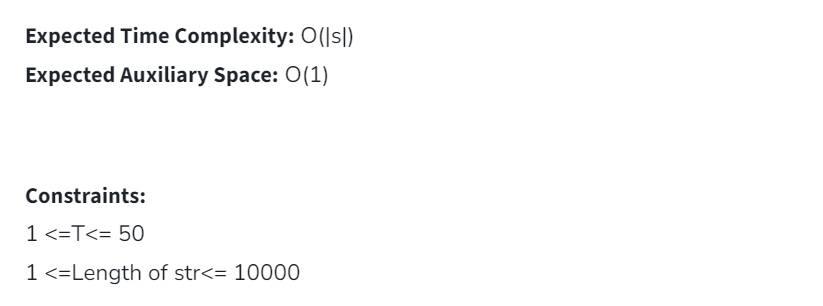 Expected Time Complexity: O(|s|)
Expected Auxiliary Space: O(1)
Constraints:
1 <=T<= 50
1 <=Length of str<= 10000